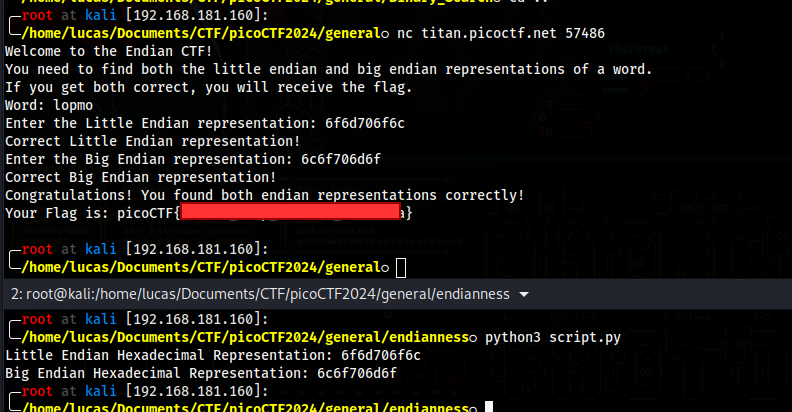 root at kali [192.168.181.160]:
/home/lucas/Documents/CTF/picoCTF2024/general○ nc titan.picoctf.net 57486
Welcome to the Endian CTF!
You need to find both the little endian and big endian representations of a word.
If you get both correct, you will receive the flag.
Word: lopmo
Enter the Little Endian representation: 6f6d706f6c
Correct Little Endian representation!
Enter the Big Endian representation: 6c6f706d6f
Correct Big Endian representation!
Congratulations! You found both endian representations correctly!
Your Flag is: picoCTF{ }
root at kali [192.168.181.160]:
/home/lucas/Documents/CTF/picoCTF2024/general○
2: root@kali:/home/lucas/Documents/CTF/picoCTF2024/general/endianness
root at kali [192.168.181.160]:
/home/lucas/Documents/CTF/picoCTF2024/general/endianness○ python3 script.py
Little Endian Hexadecimal Representation: 6f6d706f6c
Big Endian Hexadecimal Representation: 6c6f706d6f
root at kali [192.168.181.160]:
/home/lucas/Documents/CTF/picoCTF2024/general/endianness○